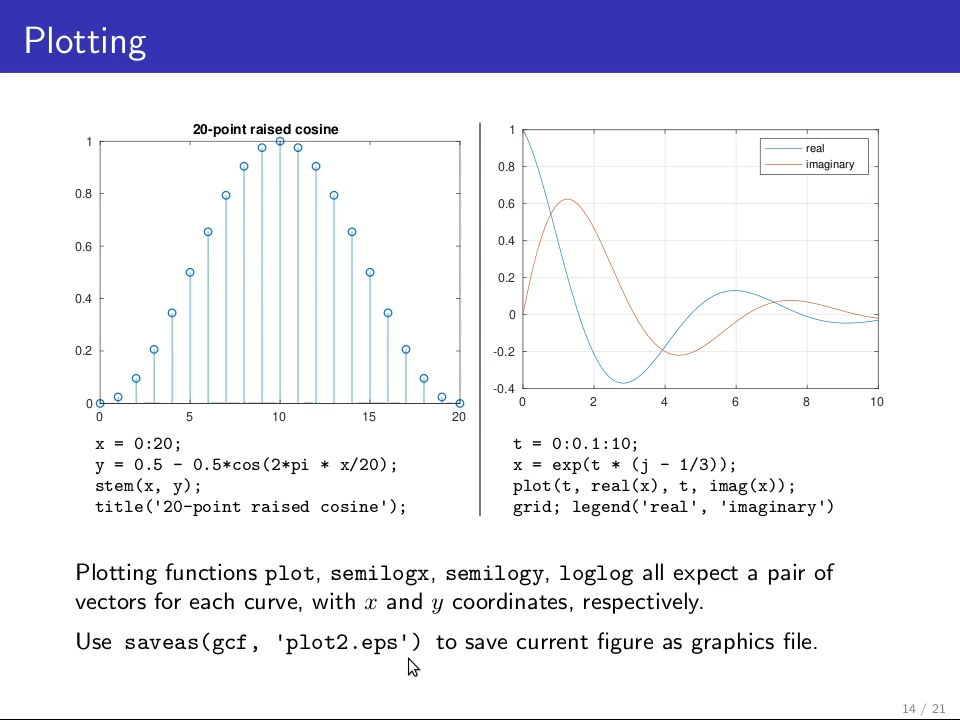 Plotting
20-point raised cosine
1
0.8
0.6
0.4
0.2
0
0 5 10 15 20
x = 0:20;
y = 0.5 - 0.5*cos(2*pi * x/20);
stem(x, y);
title('20-point raised cosine');
1
0.8
0.6
0.4
0.2
0
-0.2
-0.4
0 2 4 6 8 10
real
imaginary
t = 0:0.1:10;
x = exp(t * (j - 1/3));
plot(t, real(x), t, imag(x));
grid; legend('real', 'imaginary')
Plotting functions plot, semilogx, semilogy, loglog all expect a pair of
vectors for each curve, with x and y coordinates, respectively.
Use saveas(gcf, 'plot2.eps') to save current figure as graphics file.
14 / 21